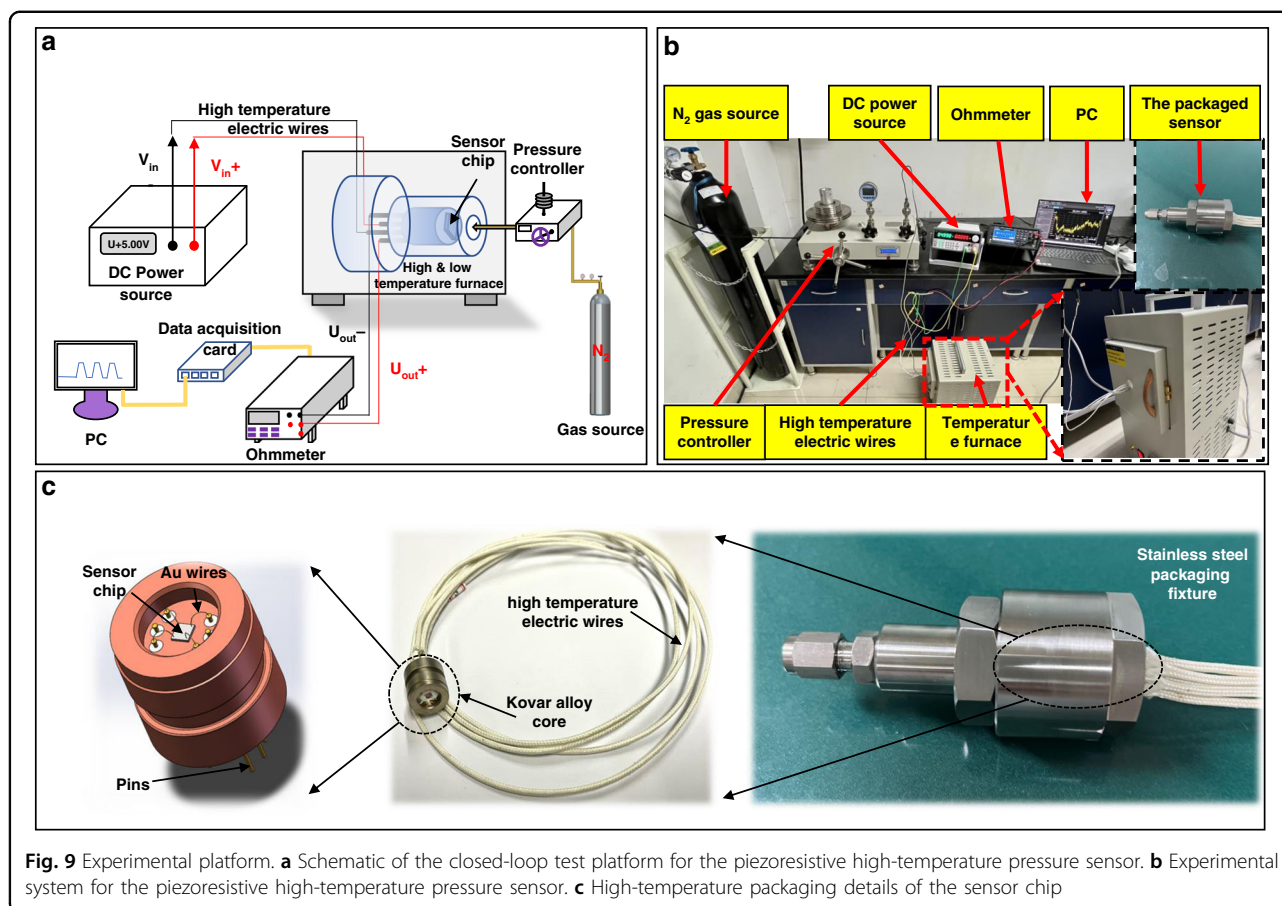 a
High temperature
electric wires
V_in
V_in+
U+5.00V
DC Power
source
Sensor
chip
Pressure
controller
High & low
temperature furnace
Data acquisition
card
U_out−
U_out+
N₂
PC
Ohmmeter
Gas source
b
N₂ gas source
DC power
source
Ohmmeter
PC
The packaged
sensor
Pressure
controller
High temperature
electric wires
Temperatur
e furnace
c
Sensor
chip
Au wires
Pins
high temperature
electric wires
Kovar alloy
core
Stainless steel
packaging
fixture
Fig. 9 Experimental platform. a Schematic of the closed-loop test platform for the piezoresistive high-temperature pressure sensor. b Experimental
system for the piezoresistive high-temperature pressure sensor. c High-temperature packaging details of the sensor chip